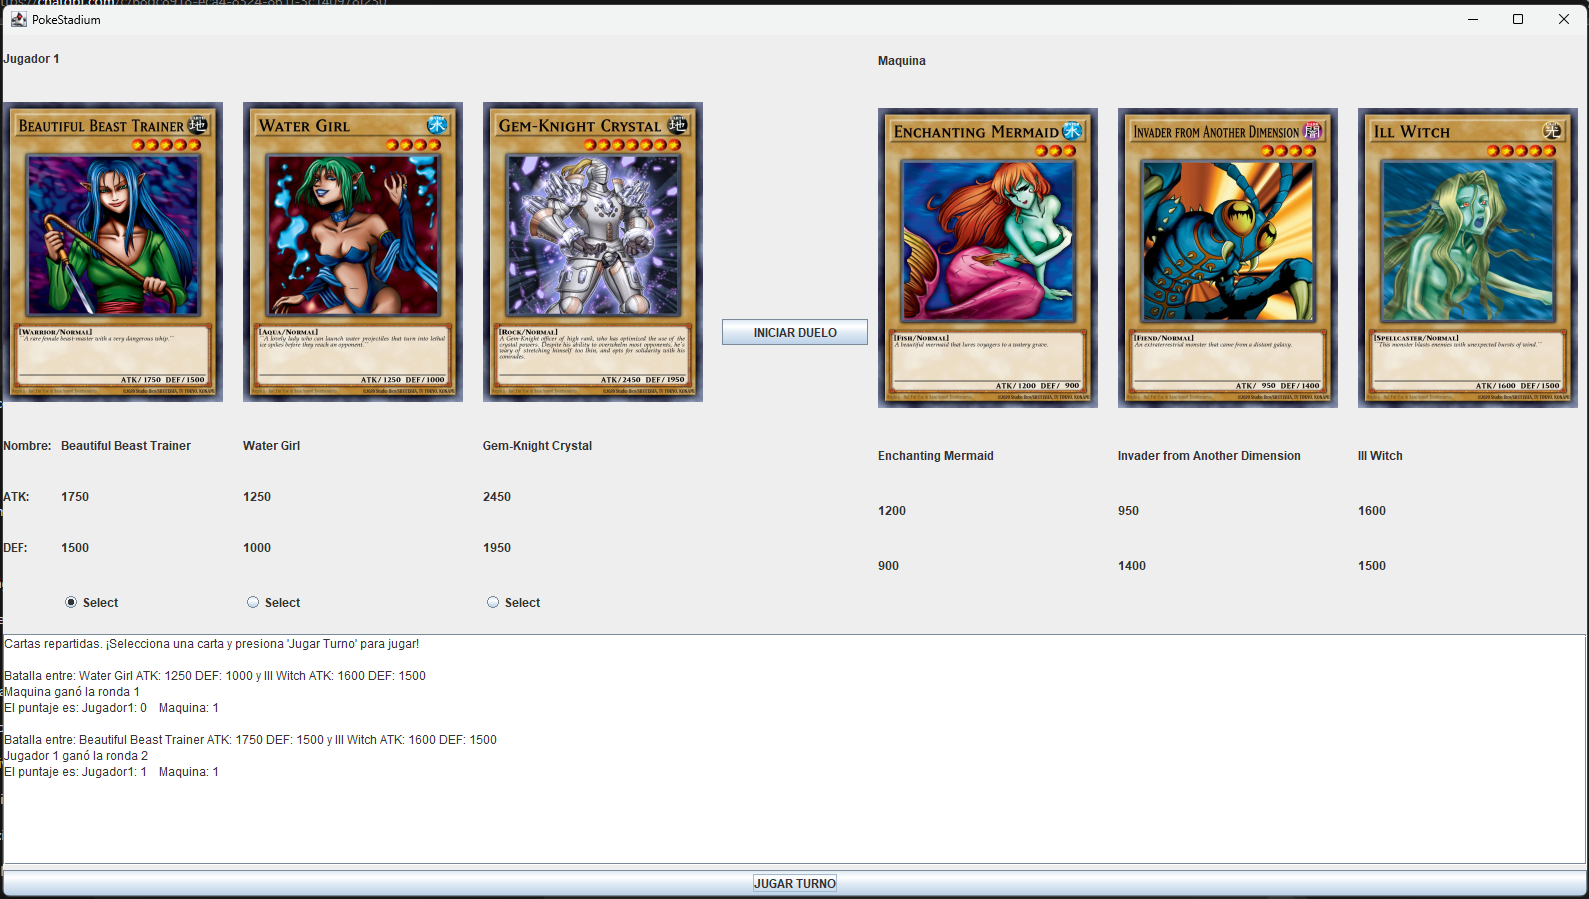 https://chatgpt.com/c/
PokeStadium
Jugador 1
Maquina
BEAUTIFUL BEAST TRAINER 地
[WARRIOR/NORMAL]
"A rare female beast-master with a very dangerous whip."
ATK/1750 DEF/1500
WATER GIRL 水
[AQUA/NORMAL]
"A lovely lady who can launch water projectiles that turn into lethal
ice spikes before they reach an opponent."
ATK/1250 DEF/1000
GEM-KNIGHT CRYSTAL 地
[ROCK/NORMAL]
A Gem-Knight officer of high rank, who has optimized the use of the
crystal powers. Despite his ability to overwhelm most opponents, he's
wary of stretching himself too thin, and opts for solidarity with his
comrades.
ATK/2450 DEF/1950
INICIAR DUELO
ENCHANTING MERMAID 水
[FISH/NORMAL]
A beautiful mermaid that lures voyagers to a watery grave.
ATK/1200 DEF/ 900
INVADER FROM ANOTHER DIMENSION 闇
[FIEND/NORMAL]
An extraterrestrial monster that came from a distant galaxy.
ATK/ 950 DEF/1400
ILL WITCH 光
[SPELLCASTER/NORMAL]
"This monster blasts enemies with unexpected bursts of wind."
ATK/1600 DEF/1500
Nombre: Beautiful Beast Trainer Water Girl Gem-Knight Crystal
ATK: 1750 1250 2450
DEF: 1500 1000 1950
Select Select Select
Enchanting Mermaid Invader from Another Dimension Ill Witch
1200 950 1600
900 1400 1500
Cartas repartidas. ¡Selecciona una carta y presiona 'Jugar Turno' para jugar!
Batalla entre: Water Girl ATK: 1250 DEF: 1000 y Ill Witch ATK: 1600 DEF: 1500
Maquina ganó la ronda 1
El puntaje es: Jugador1: 0 Maquina: 1
Batalla entre: Beautiful Beast Trainer ATK: 1750 DEF: 1500 y Ill Witch ATK: 1600 DEF: 1500
Jugador 1 ganó la ronda 2
El puntaje es: Jugador1: 1 Maquina: 1
JUGAR TURNO